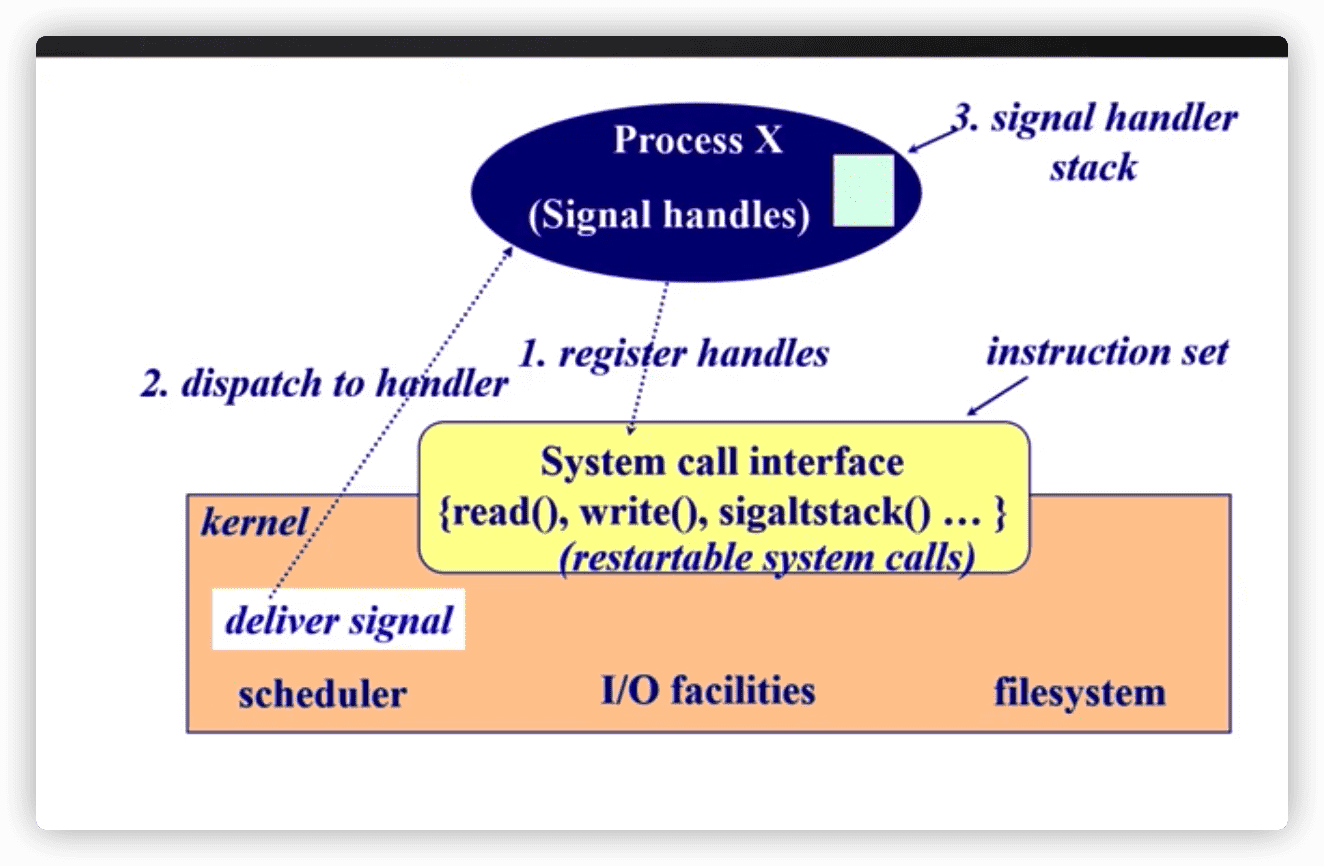 Process X
(Signal handles)
3. signal handler
stack
1. register handles
instruction set
2. dispatch to handler
System call interface
{read(), write(), sigaltstack() … }
(restartable system calls)
kernel
deliver signal
scheduler
I/O facilities
filesystem